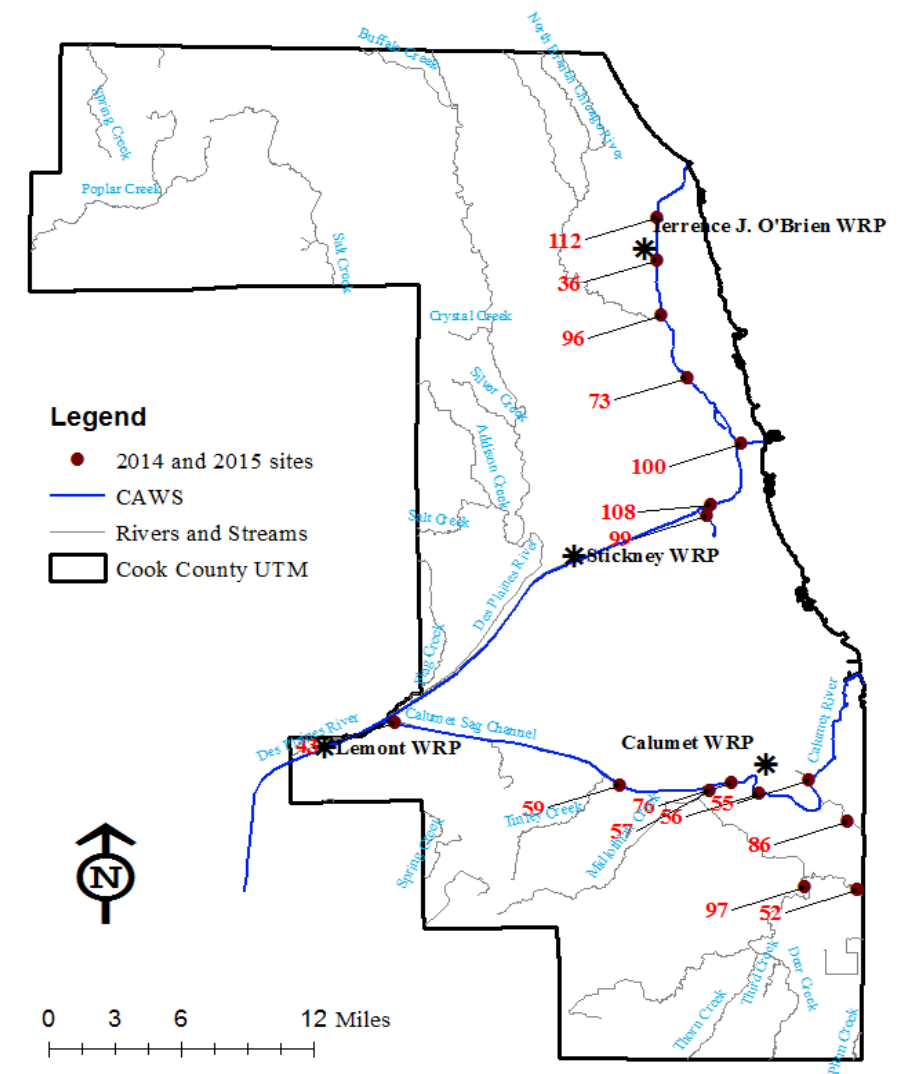 Buffalo Creek
North Branch Chicago River
Spring Creek
Poplar Creek
Salt Creek
112
Terrence J. O'Brien WRP
36
Crystal Creek
96
Silver Creek
73
Legend
2014 and 2015 sites
CAWS
Rivers and Streams
Cook County UTM
Addison Creek
100
Salt Creek
108
99
Stickney WRP
Des Plaines River
Flag Creek
Des Plaines River
Calumet Sag Channel
Calumet River
43
Lemont WRP
Calumet WRP
59
76
55
56
57
Tinley Creek
Midlothian Creek
86
Spring Creek
97
52
N
Third Creek
Deer Creek
Thorn Creek
Plum Creek
0 3 6 12 Miles